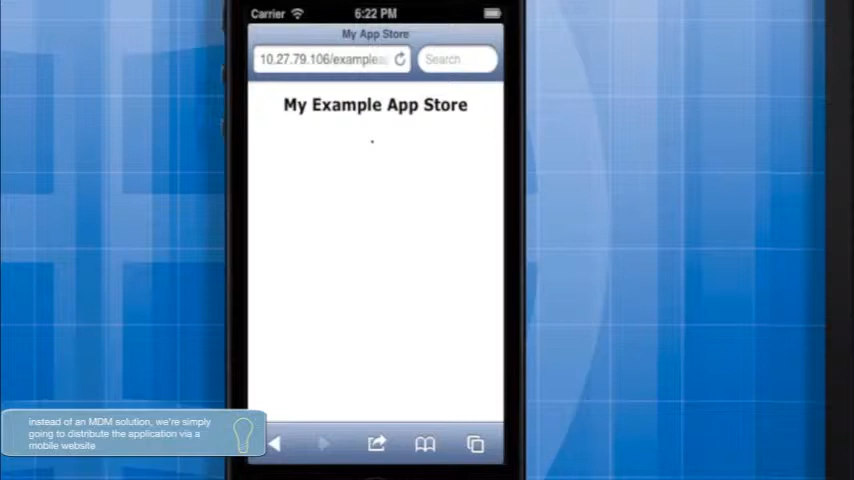 Carrier 6:22 PM
My App Store
10.27.79.106/example
Search
My Example App Store
instead of an MDM solution, we're simply
going to distribute the application via a
mobile website